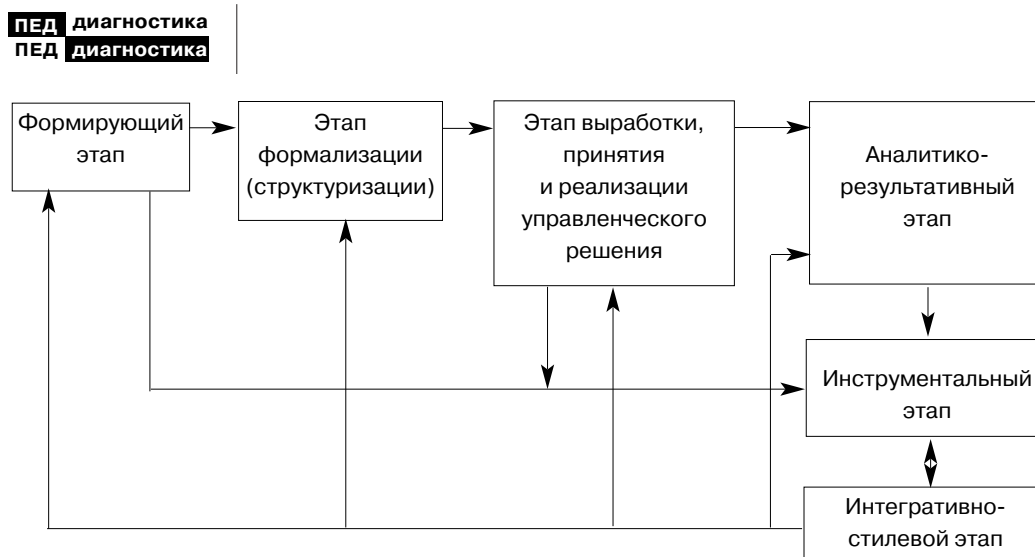 ПЕД диагностика
ПЕД диагностика
Формирующий
этап
Этап
формализации
(структуризации)
Этап выработки,
принятия
и реализации
управленческого
решения
Аналитико-
результативный
этап
Инструментальный
этап
Интегративно-
стилевой этап